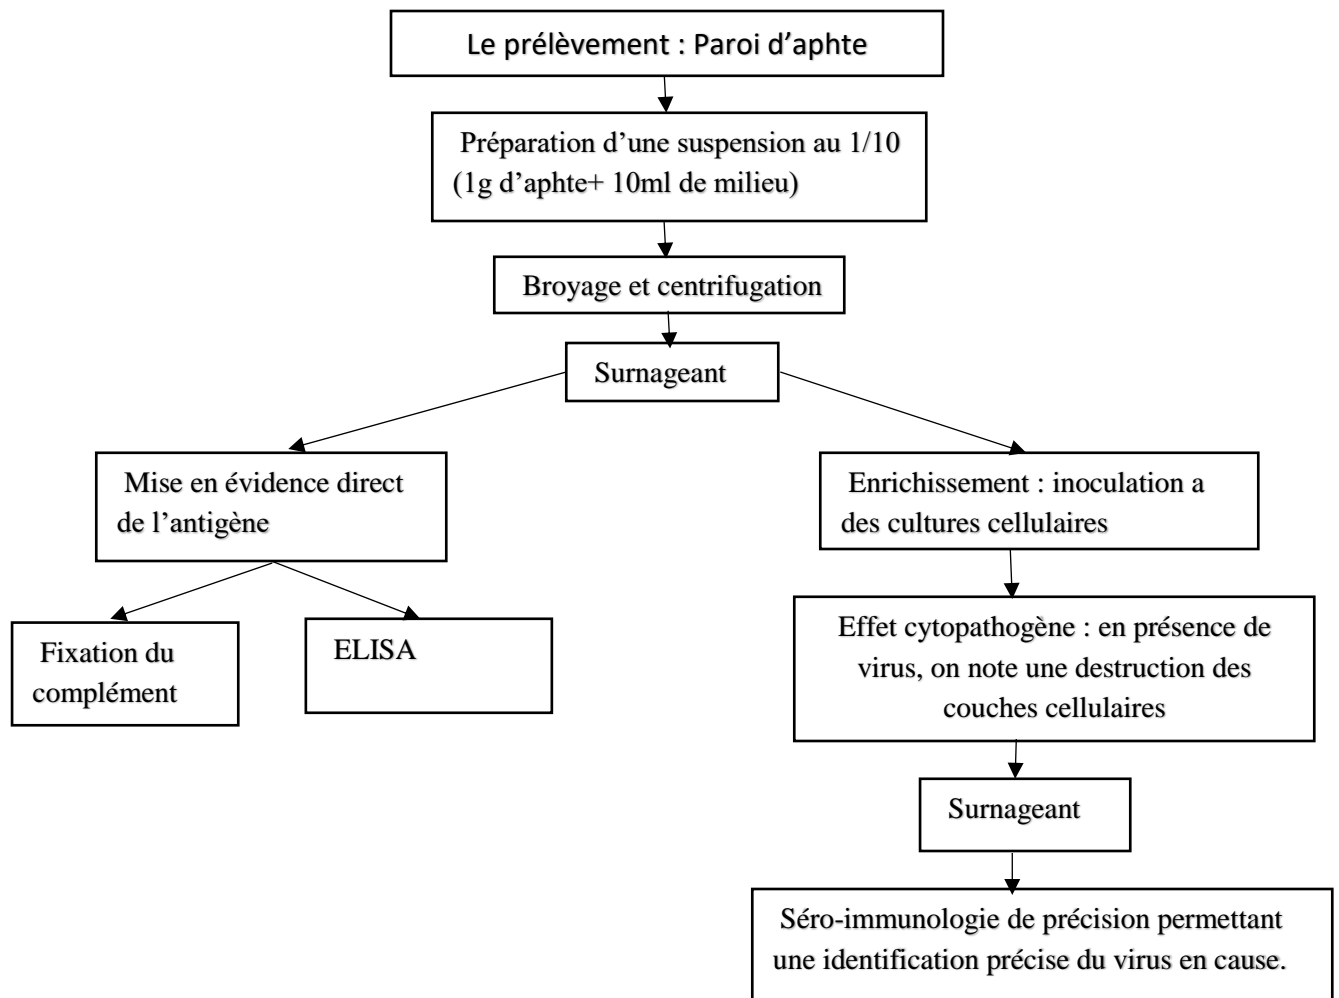 Le prélèvement : Paroi d’aphte
Préparation d’une suspension au 1/10
(1g d’aphte+ 10ml de milieu)
Broyage et centrifugation
Surnageant
Mise en évidence direct
de l’antigène
Fixation du
complément
ELISA
Enrichissement : inoculation a
des cultures cellulaires
Effet cytopathogène : en présence de
virus, on note une destruction des
couches cellulaires
Surnageant
Séro-immunologie de précision permettant
une identification précise du virus en cause.